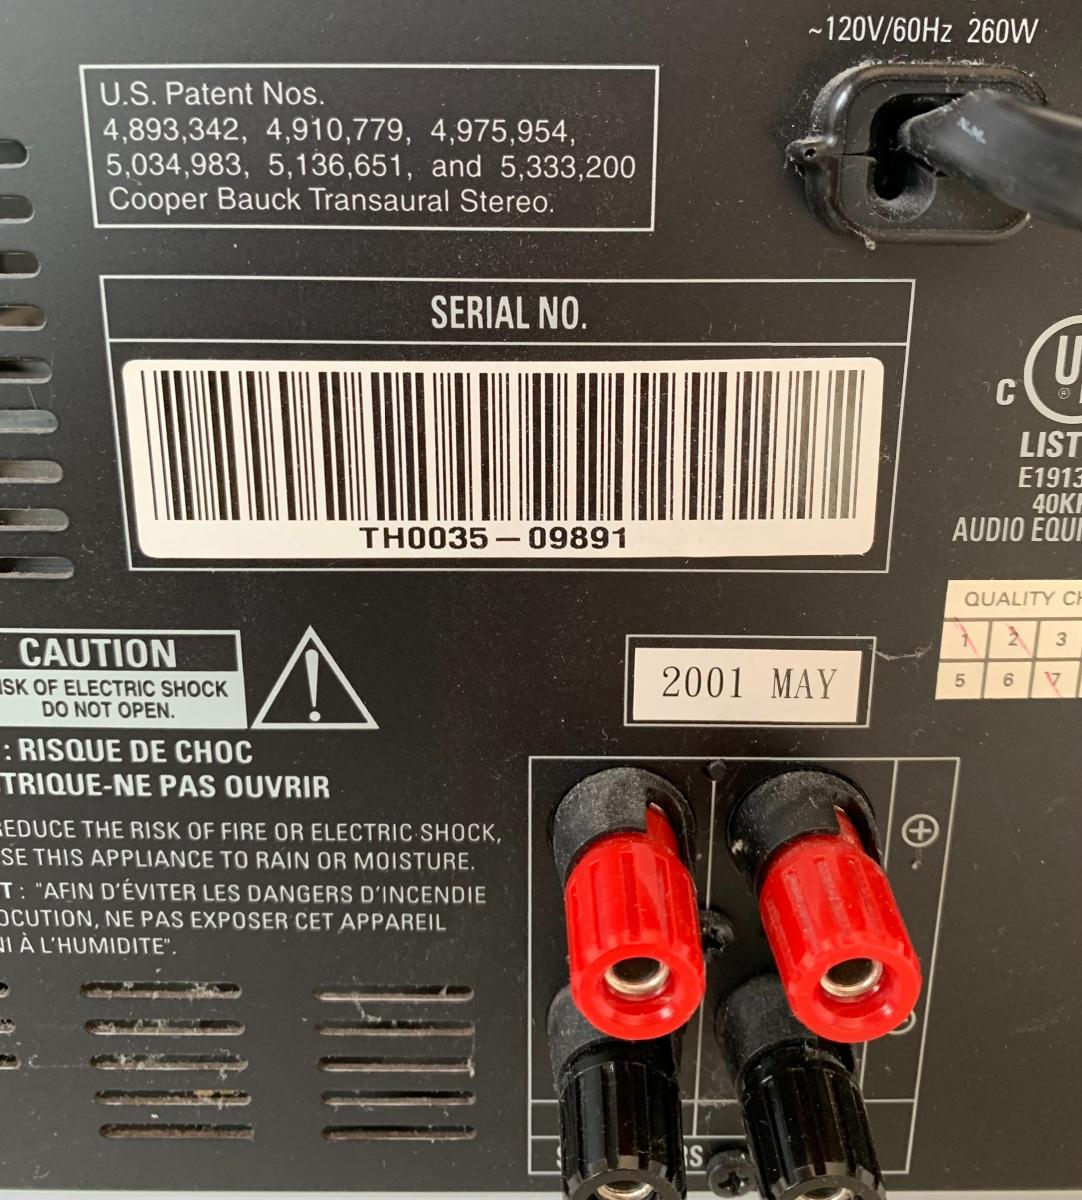 ~120V/60Hz 260W
U.S. Patent Nos.
4,893,342, 4,910,779, 4,975,954,
5,034,983, 5,136,651, and 5,333,200
Cooper Bauck Transaural Stereo.
SERIAL NO.
TH0035-09891
C U ®
LIST
E1913
AUDIO EQUI
QUALITY CH
1 2 3
5 6 7
CAUTION
ISK OF ELECTRIC SHOCK
DO NOT OPEN.
2001 MAY
: RISQUE DE CHOC
TRIQUE-NE PAS OUVRIR
REDUCE THE RISK OF FIRE OR ELECTRIC SHOCK,
SE THIS APPLIANCE TO RAIN OR MOISTURE.
T : "AFIN D'ÉVITER LES DANGERS D'INCENDIE
OCUTION, NE PAS EXPOSER CET APPAREIL
NI À L'HUMIDITE".
+